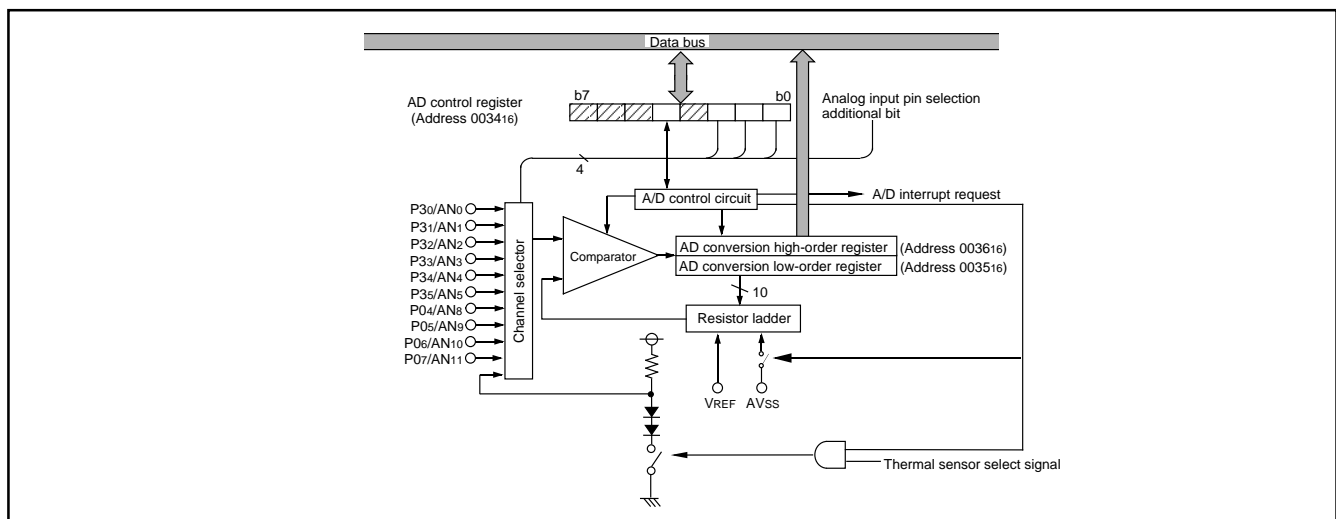 Data bus
b7
b0
AD control register
(Address 003416)
Analog input pin selection
additional bit
4
A/D control circuit
A/D interrupt request
P30/AN0
P31/AN1
P32/AN2
P33/AN3
P34/AN4
P35/AN5
P04/AN8
P05/AN9
P06/AN10
P07/AN11
Channel selector
Comparator
AD conversion high-order register
(Address 003616)
AD conversion low-order register
(Address 003516)
10
Resistor ladder
VREF
AVSS
Thermal sensor select signal